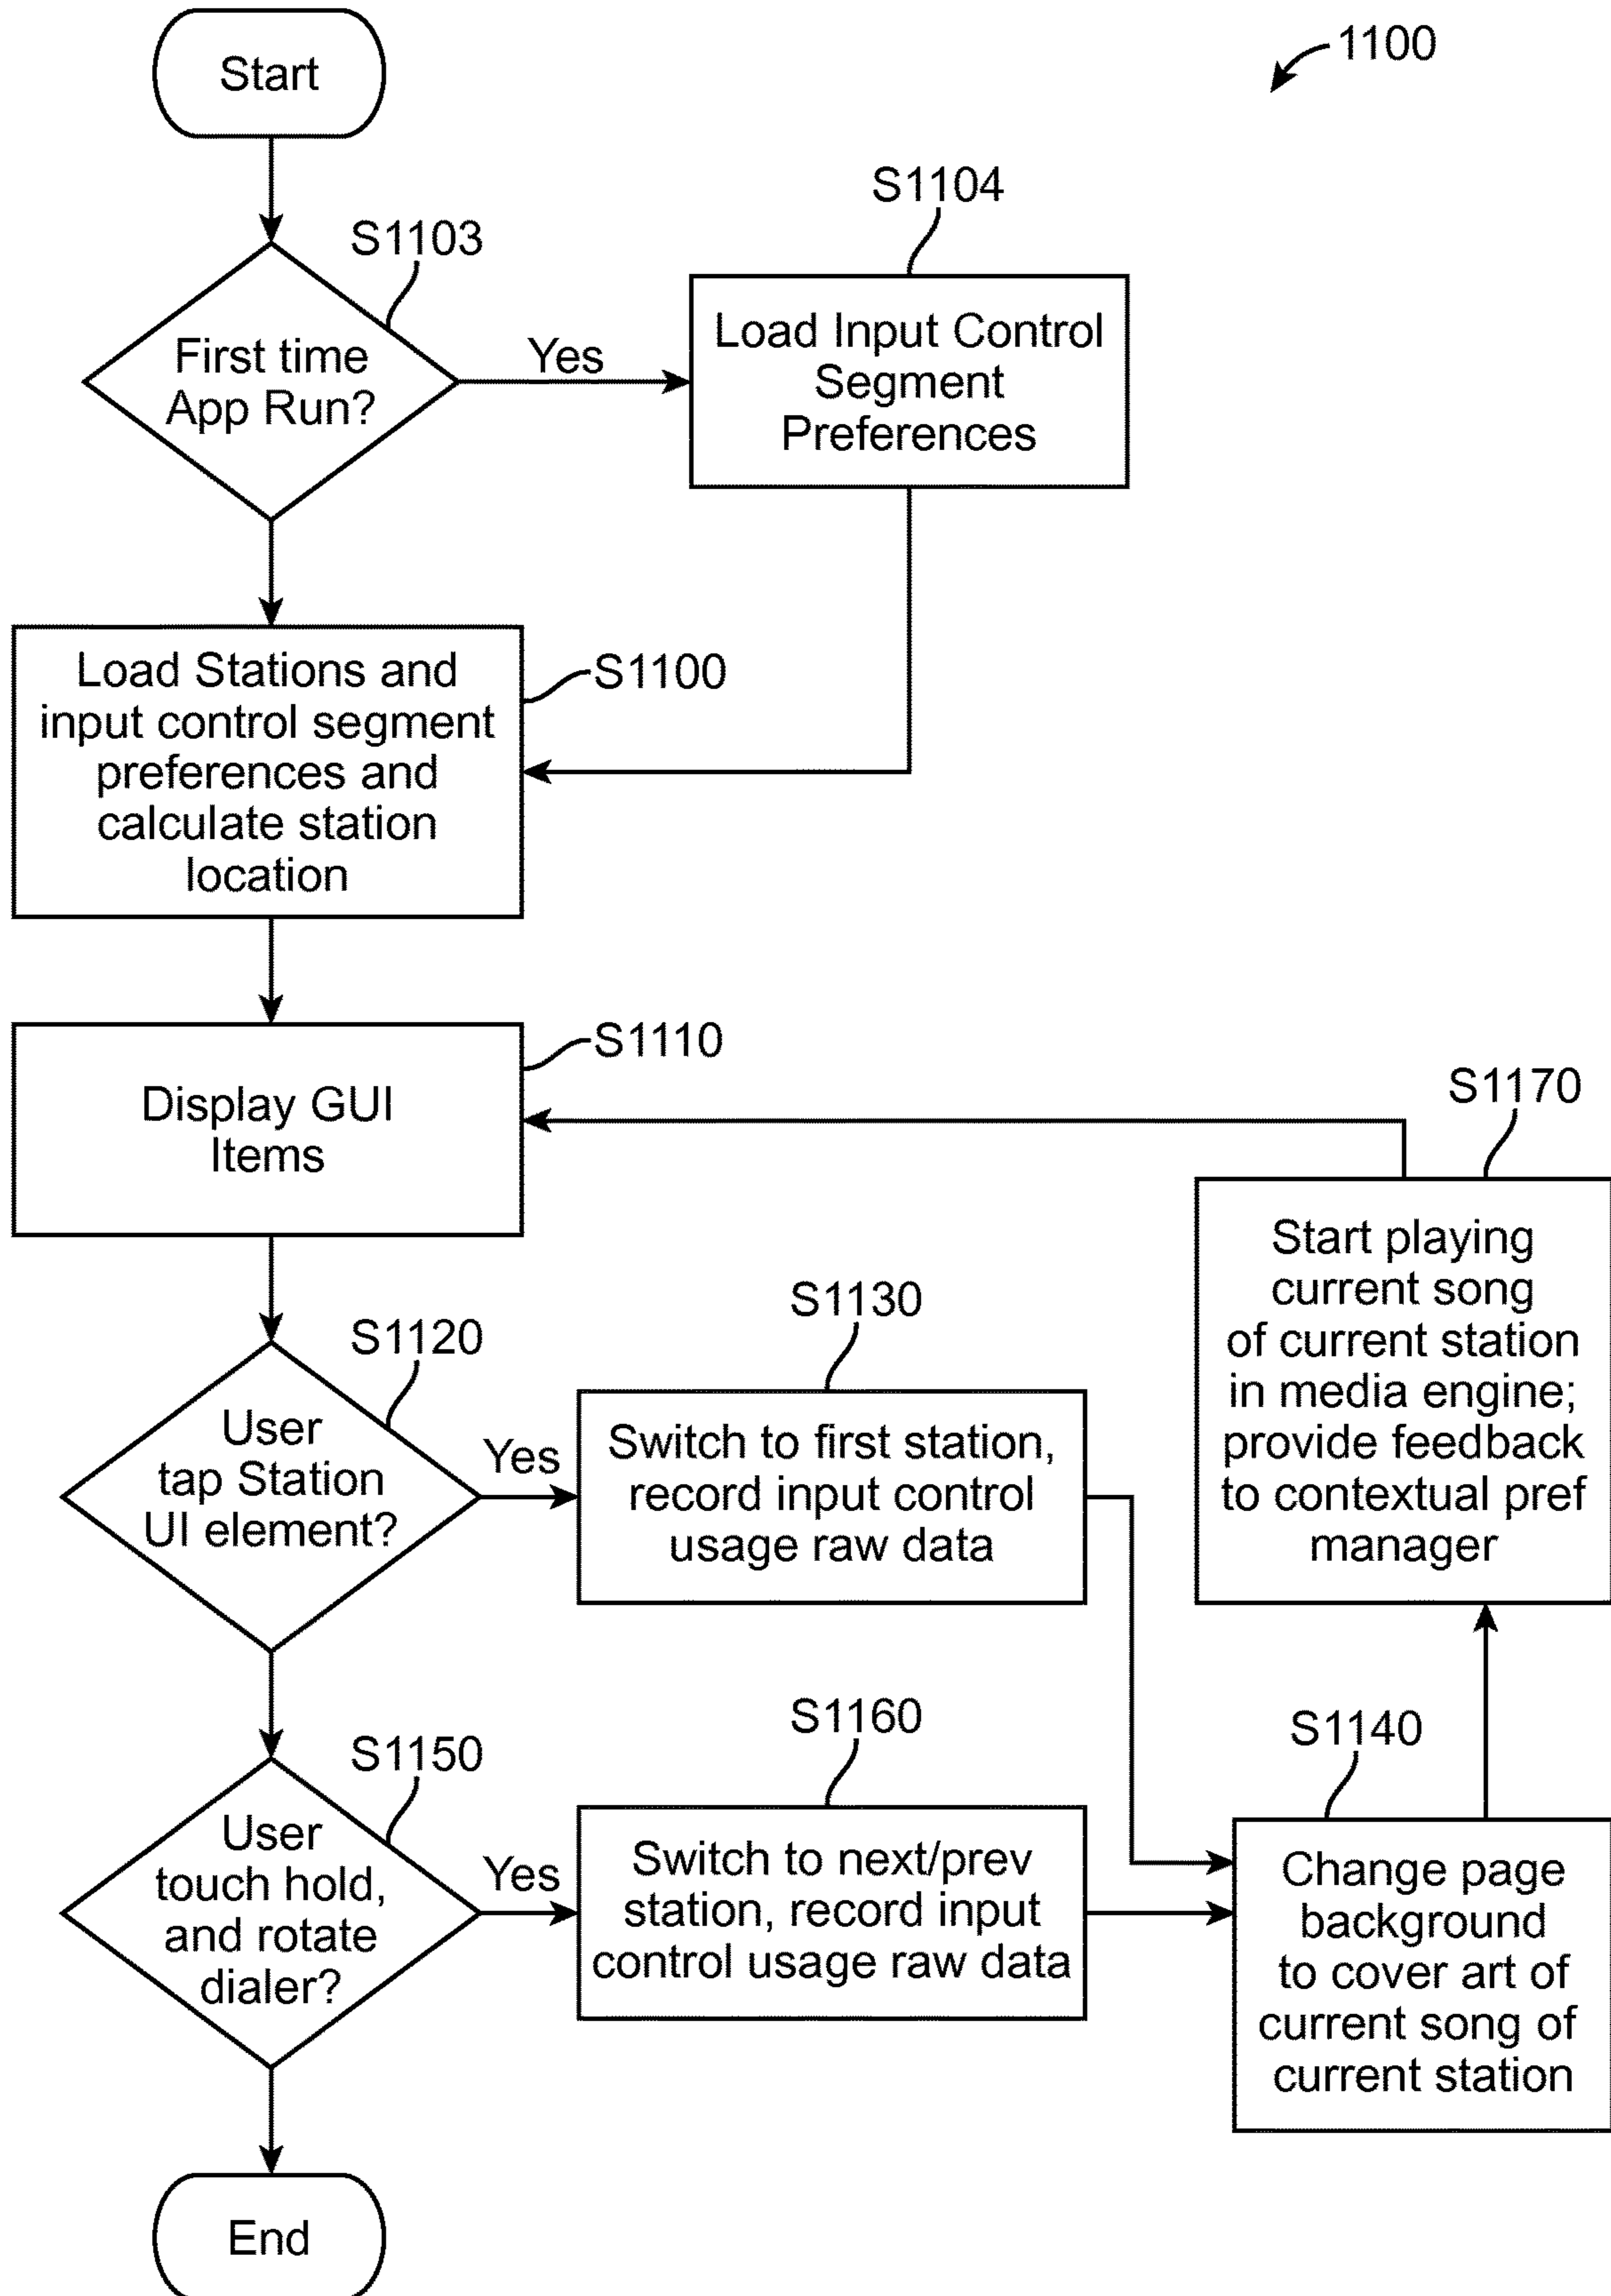 Start
1100
S1103
S1104
First time
App Run?
Yes
Load Input Control
Segment
Preferences
Load Stations and
input control segment
preferences and
calculate station
location
S1100
Display GUI
Items
S1110
S1170
Start playing
current song
of current station
in media engine;
provide feedback
to contextual pref
manager
S1120
User
tap Station
UI element?
Yes
S1130
Switch to first station,
record input control
usage raw data
S1150
User
touch hold,
and rotate
dialer?
Yes
S1160
Switch to next/prev
station, record input
control usage raw data
S1140
Change page
background
to cover art of
current song of
current station
End